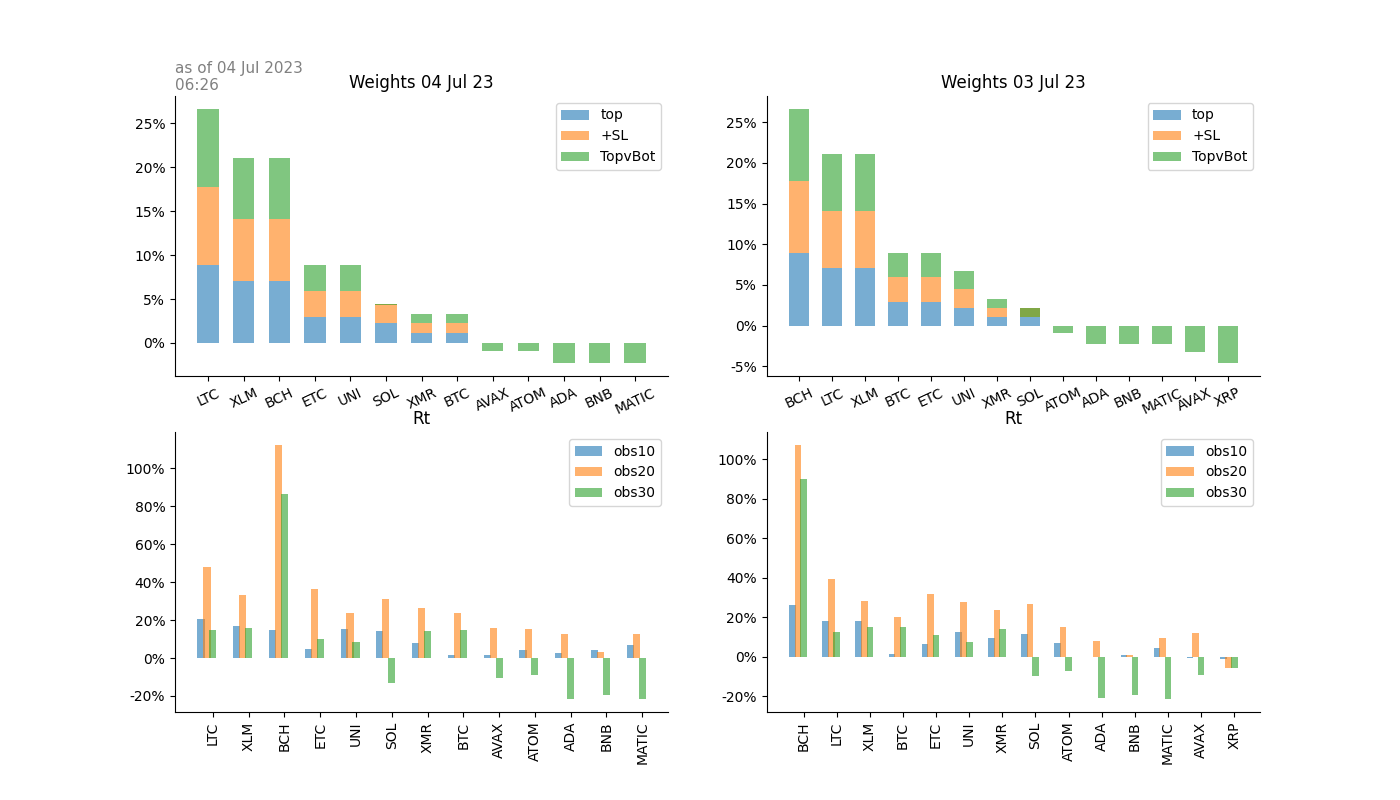 as of 04 Jul 2023
06:26
Weights 04 Jul 23
25%
20%
15%
10%
5%
0%
top
+SL
TopvBot
LTC XLM BCH ETC UNI SOL XMR BTC AVAX ATOM ADA BNB MATIC
Weights 03 Jul 23
25%
20%
15%
10%
5%
0%
-5%
top
+SL
TopvBot
BCH LTC XLM BTC ETC UNI XMR SOL ATOM ADA BNB MATIC AVAX XRP
Rt
100%
80%
60%
40%
20%
0%
-20%
obs10
obs20
obs30
LTC XLM BCH ETC UNI SOL XMR BTC AVAX ATOM ADA BNB MATIC
Rt
100%
80%
60%
40%
20%
0%
-20%
obs10
obs20
obs30
BCH LTC XLM BTC ETC UNI XMR SOL ATOM ADA BNB MATIC AVAX XRP